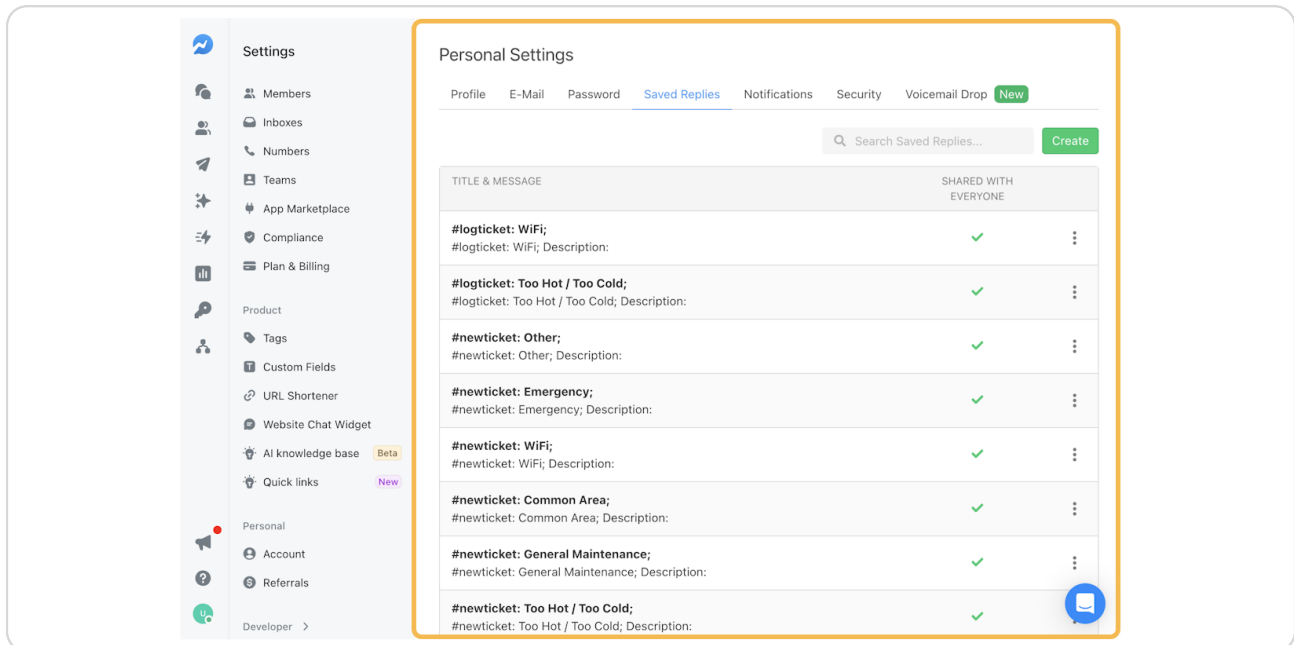 Settings
Members
Inboxes
Numbers
Teams
App Marketplace
Compliance
Plan & Billing
Product
Tags
Custom Fields
URL Shortener
Website Chat Widget
AI knowledge base Beta
Quick links New
Personal
Account
Referrals
Developer
Personal Settings
Profile E-Mail Password Saved Replies Notifications Security Voicemail Drop New
Search Saved Replies... Create
TITLE & MESSAGE SHARED WITH
EVERYONE
#logticket: WiFi;
#logticket: WiFi; Description:
#logticket: Too Hot / Too Cold;
#logticket: Too Hot / Too Cold; Description:
#newticket: Other;
#newticket: Other; Description:
#newticket: Emergency;
#newticket: Emergency; Description:
#newticket: WiFi;
#newticket: WiFi; Description:
#newticket: Common Area;
#newticket: Common Area; Description:
#newticket: General Maintenance;
#newticket: General Maintenance; Description:
#newticket: Too Hot / Too Cold;
#newticket: Too Hot / Too Cold; Description:
U